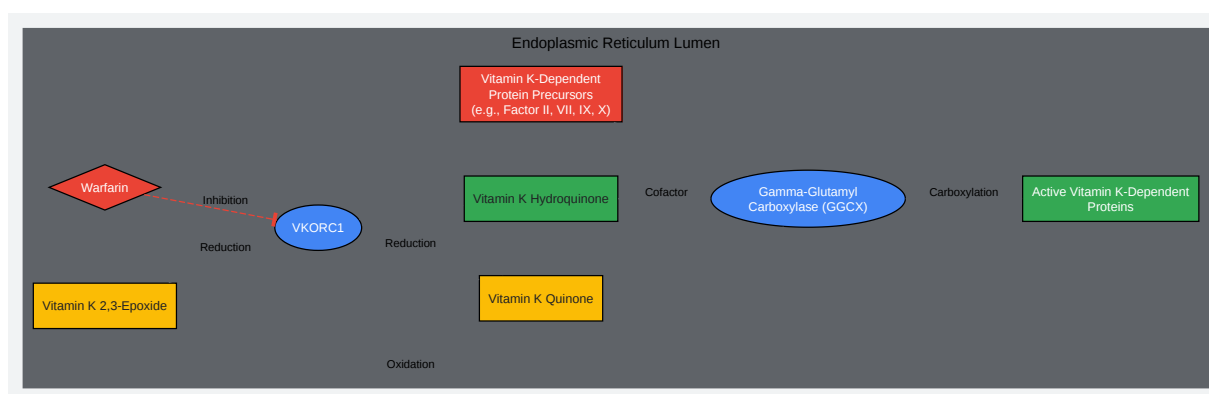 Endoplasmic Reticulum Lumen
Vitamin K-Dependent
Protein Precursors
(e.g., Factor II, VII, IX, X)
Warfarin
Inhibition
VKORC1
Reduction
Reduction
Vitamin K Hydroquinone
Cofactor
Gamma-Glutamyl
Carboxylase (GGCX)
Carboxylation
Active Vitamin K-Dependent
Proteins
Vitamin K 2,3-Epoxide
Vitamin K Quinone
Oxidation